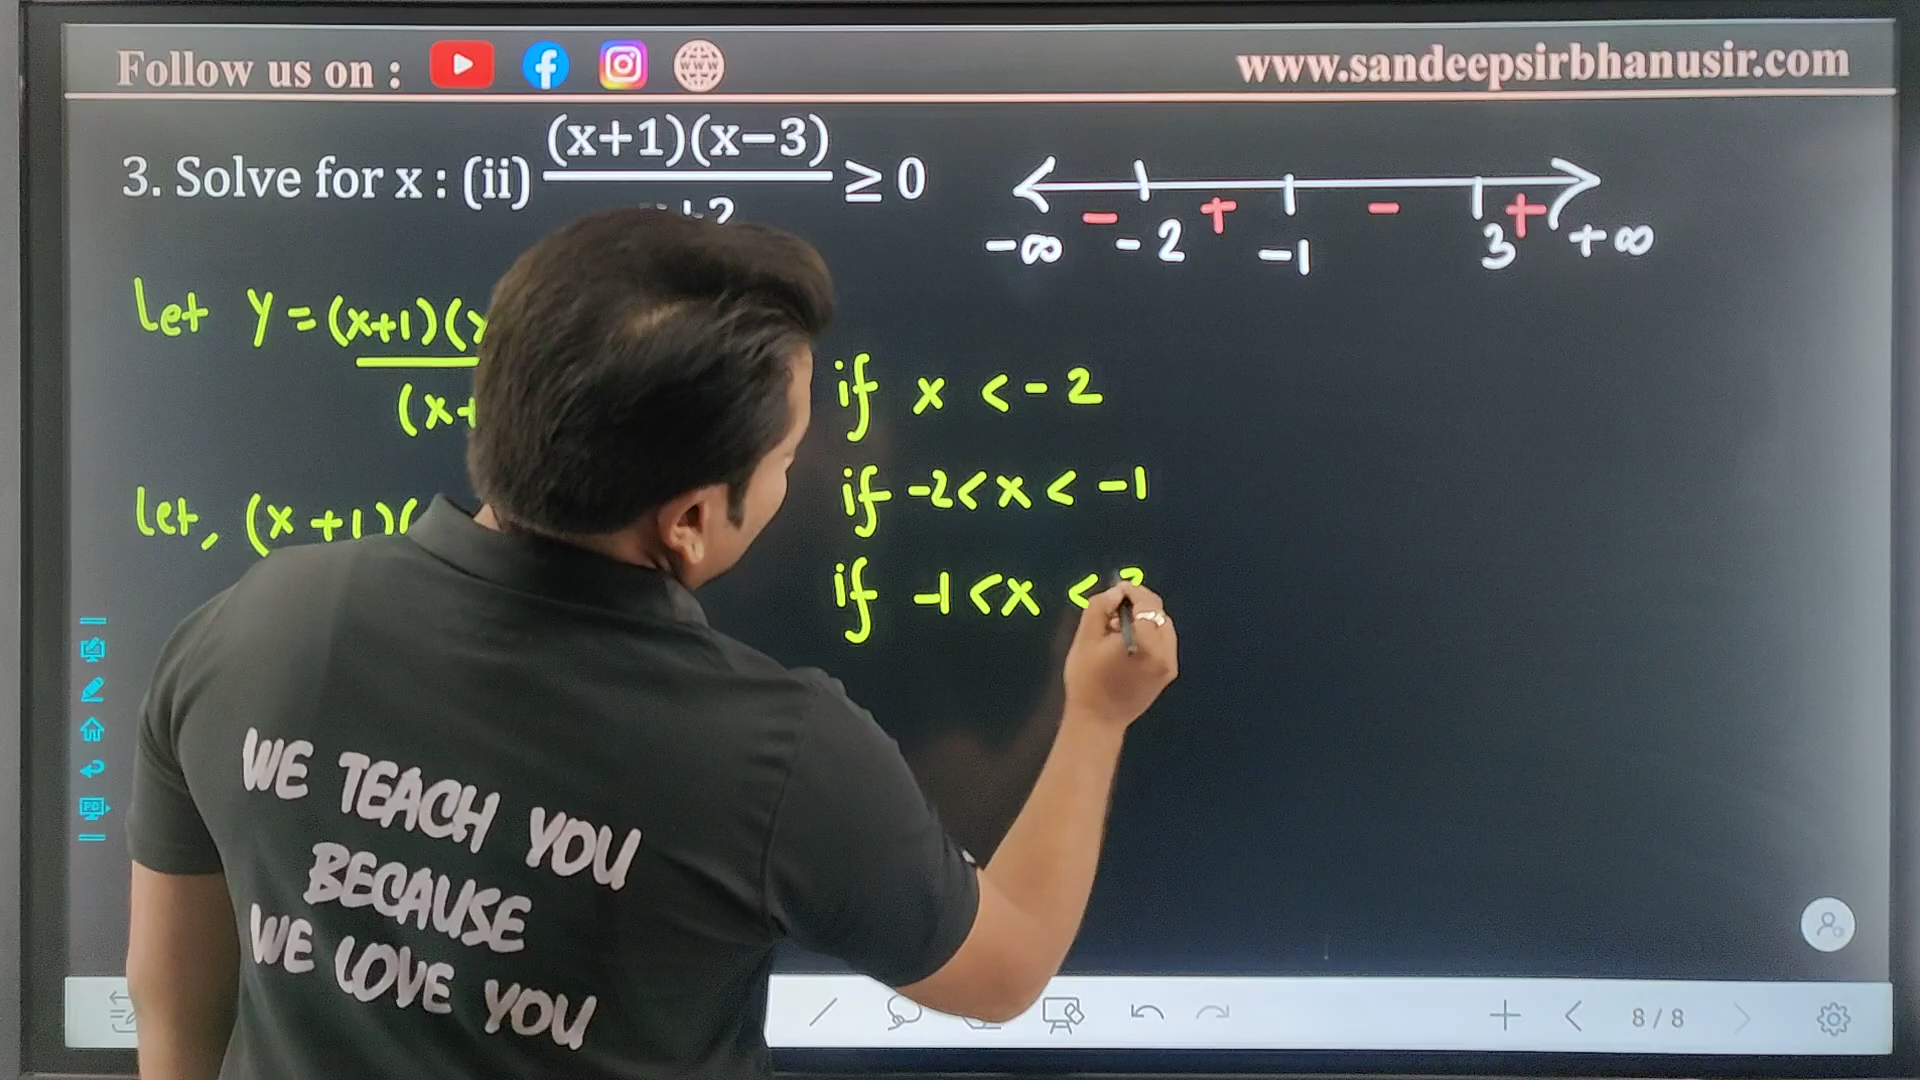 Follow us on :
www.sandeepsirbhanusir.com
3. Solve for x : (ii) (x+1)(x−3) ≥ 0
-∞ - -2 + -1 - 3 + +∞
let y = (x+1)(
(x+
let, (x+1)(
if x < -2
if -2 < x < -1
if -1 < x <
WE TEACH YOU
BECAUSE
WE LOVE YOU
8/8